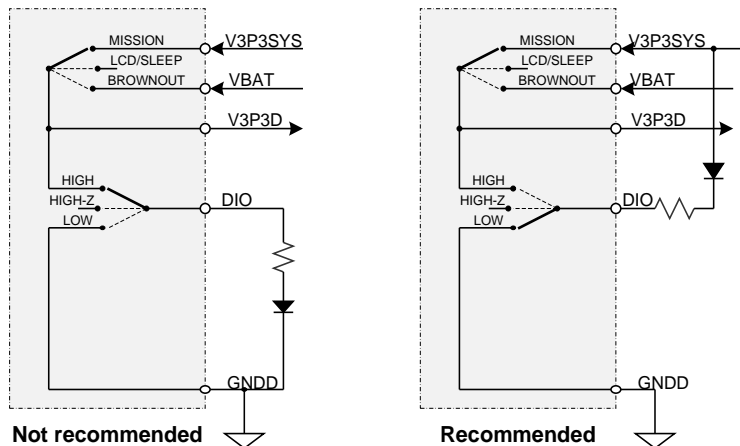 MISSION
V3P3SYS
LCD/SLEEP
BROWNOUT
VBAT
V3P3D
HIGH
HIGH-Z
DIO
LOW
GNDD
Not recommended
MISSION
V3P3SYS
LCD/SLEEP
BROWNOUT
VBAT
V3P3D
HIGH
HIGH-Z
DIO
LOW
GNDD
Recommended